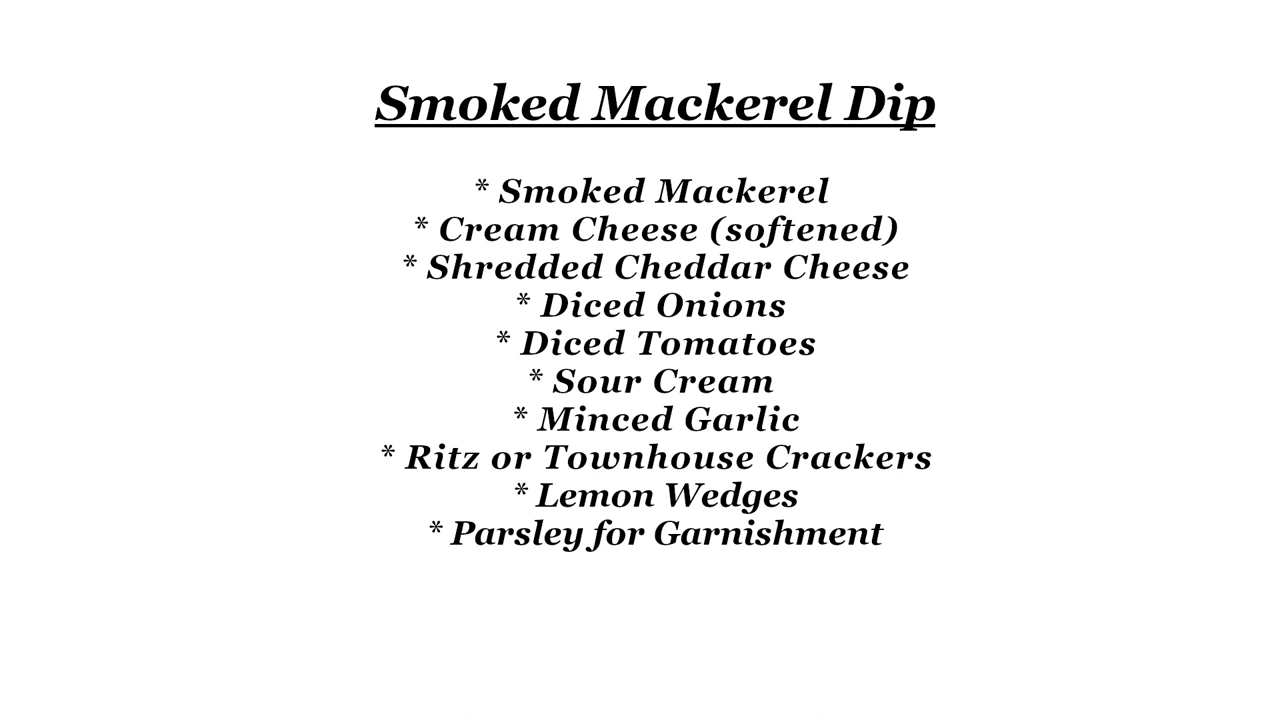 Smoked Mackerel Dip
* Smoked Mackerel
* Cream Cheese (softened)
* Shredded Cheddar Cheese
* Diced Onions
* Diced Tomatoes
* Sour Cream
* Minced Garlic
* Ritz or Townhouse Crackers
* Lemon Wedges
* Parsley for Garnishment